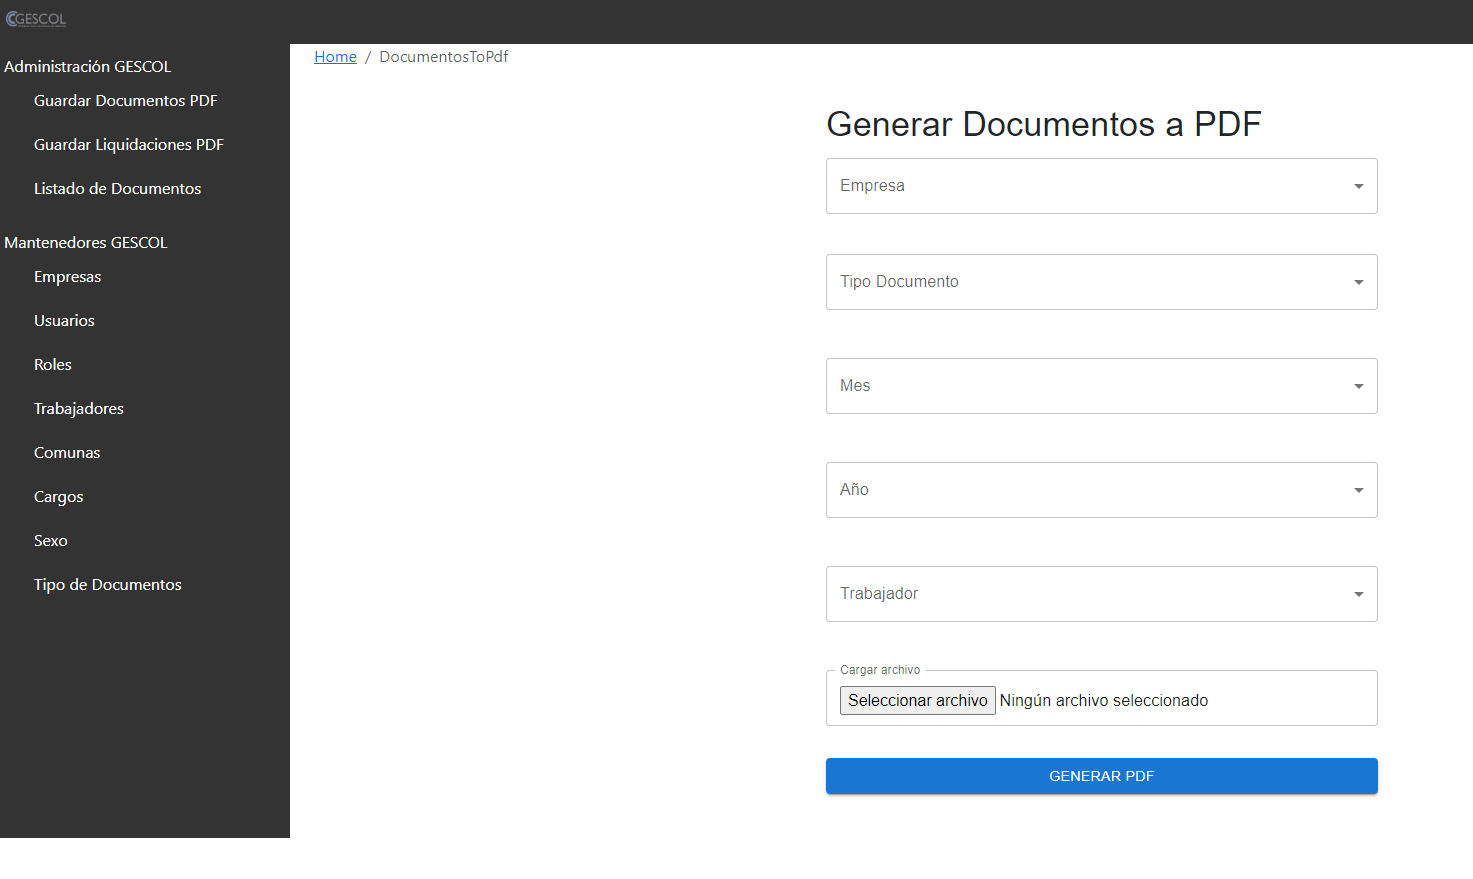 GESCOL
Home / DocumentosToPdf
Administración GESCOL
Guardar Documentos PDF
Guardar Liquidaciones PDF
Listado de Documentos
Mantenedores GESCOL
Empresas
Usuarios
Roles
Trabajadores
Comunas
Cargos
Sexo
Tipo de Documentos
Generar Documentos a PDF
Empresa
Tipo Documento
Mes
Año
Trabajador
Cargar archivo
Seleccionar archivo Ningún archivo seleccionado
GENERAR PDF